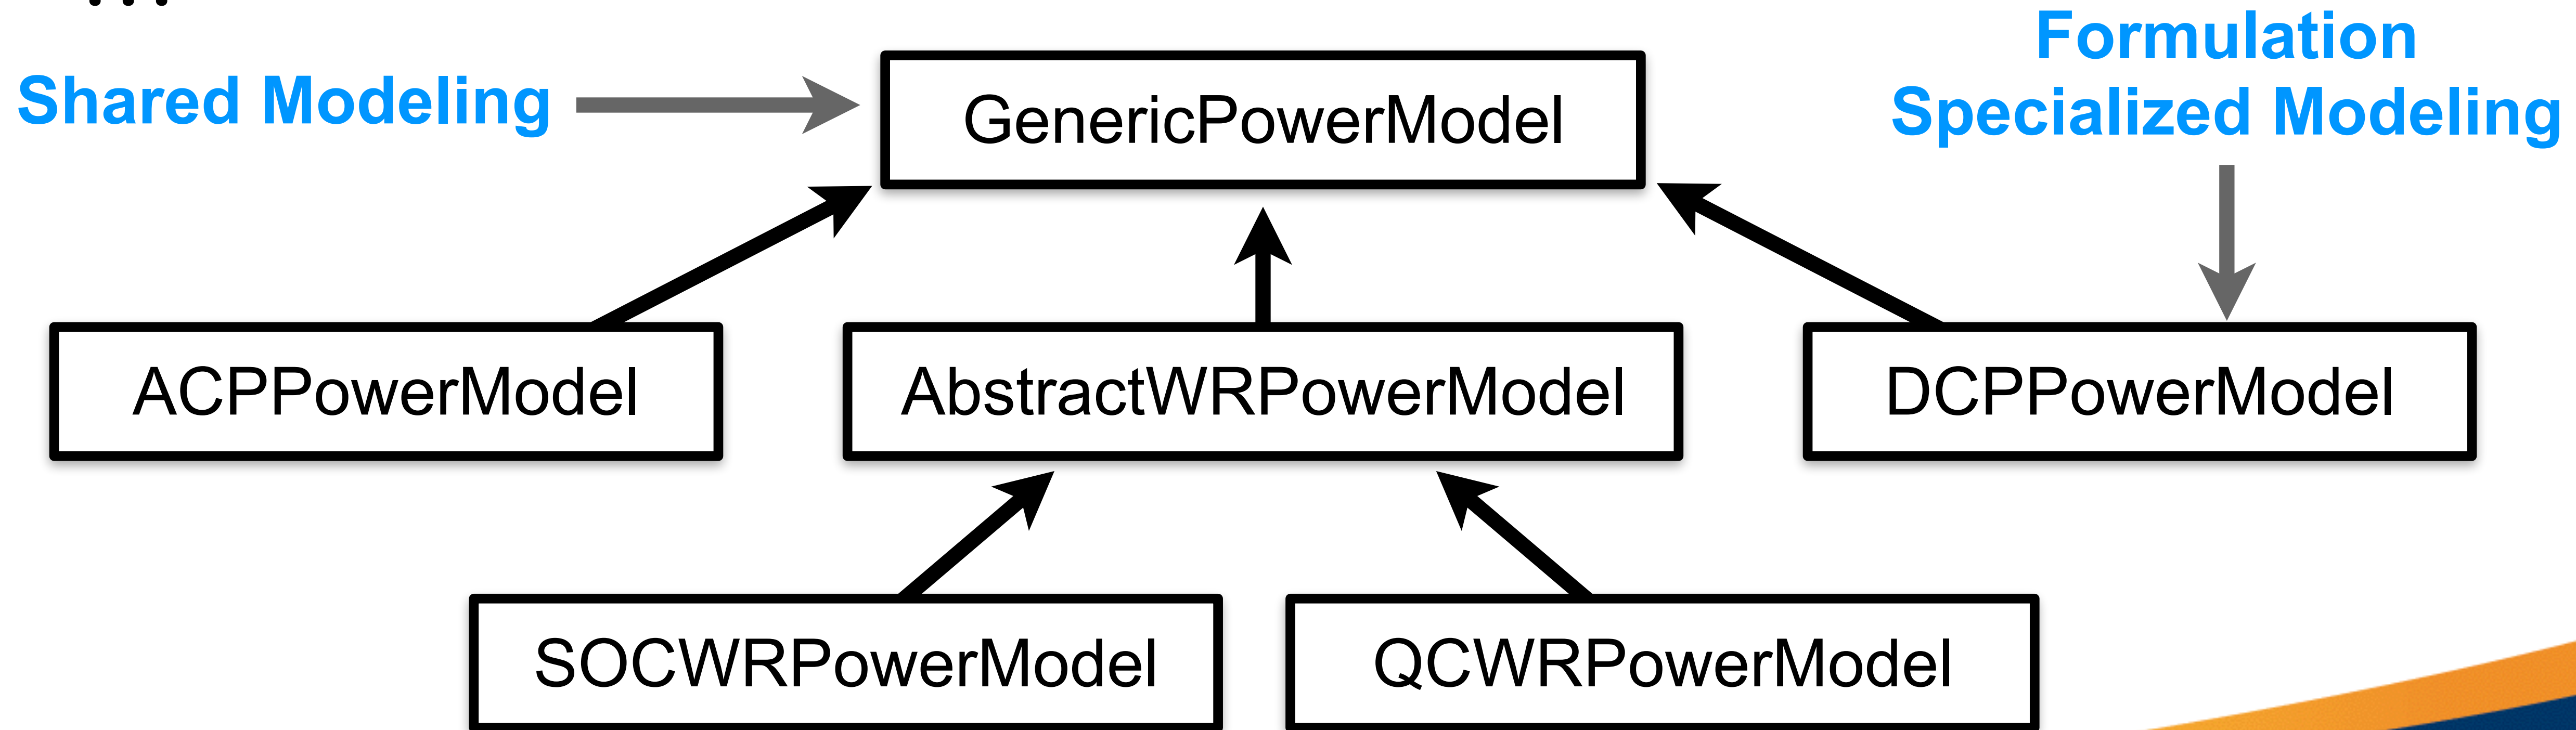 ...
Shared Modeling
GenericPowerModel
Formulation
Specialized Modeling
ACPPowerModel
AbstractWRPowerModel
DCPPowerModel
SOCWRPowerModel
QCWRPowerModel